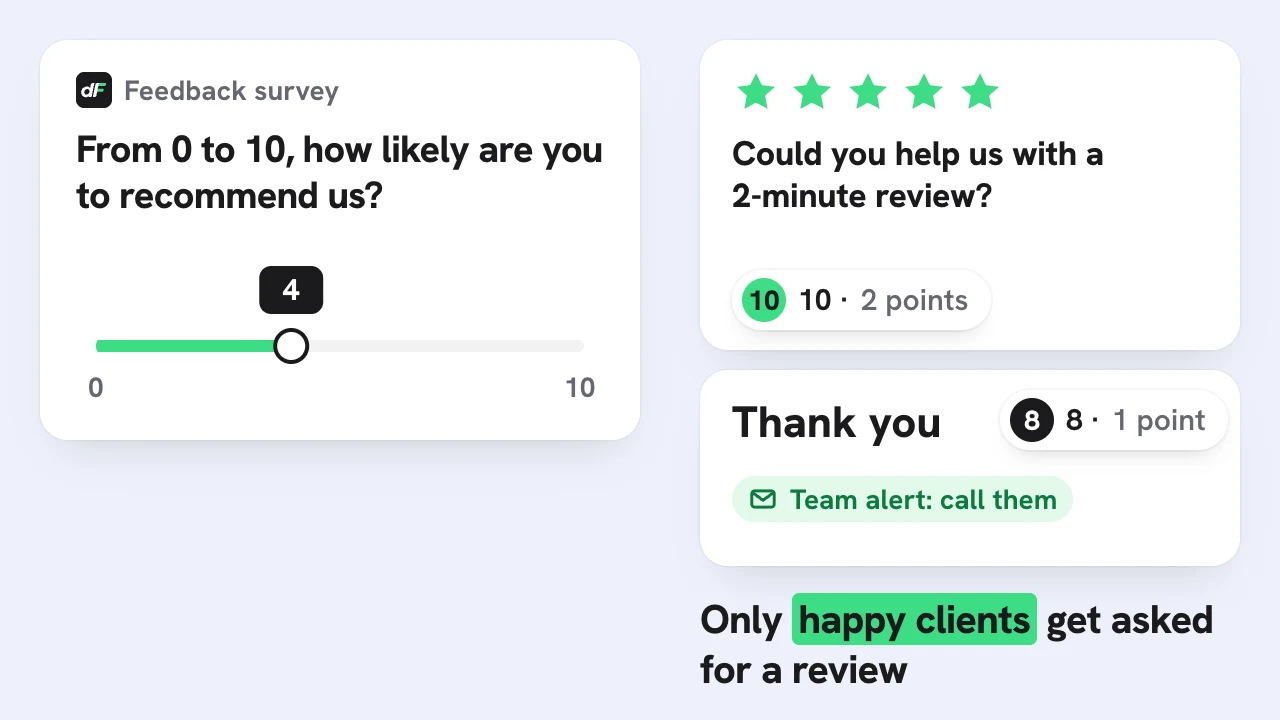 dF Feedback survey
From 0 to 10, how likely are you
to recommend us?
4
0 10
Could you help us with a
2-minute review?
10 10 · 2 points
Thank you
8 8 · 1 point
Team alert: call them
Only happy clients get asked
for a review